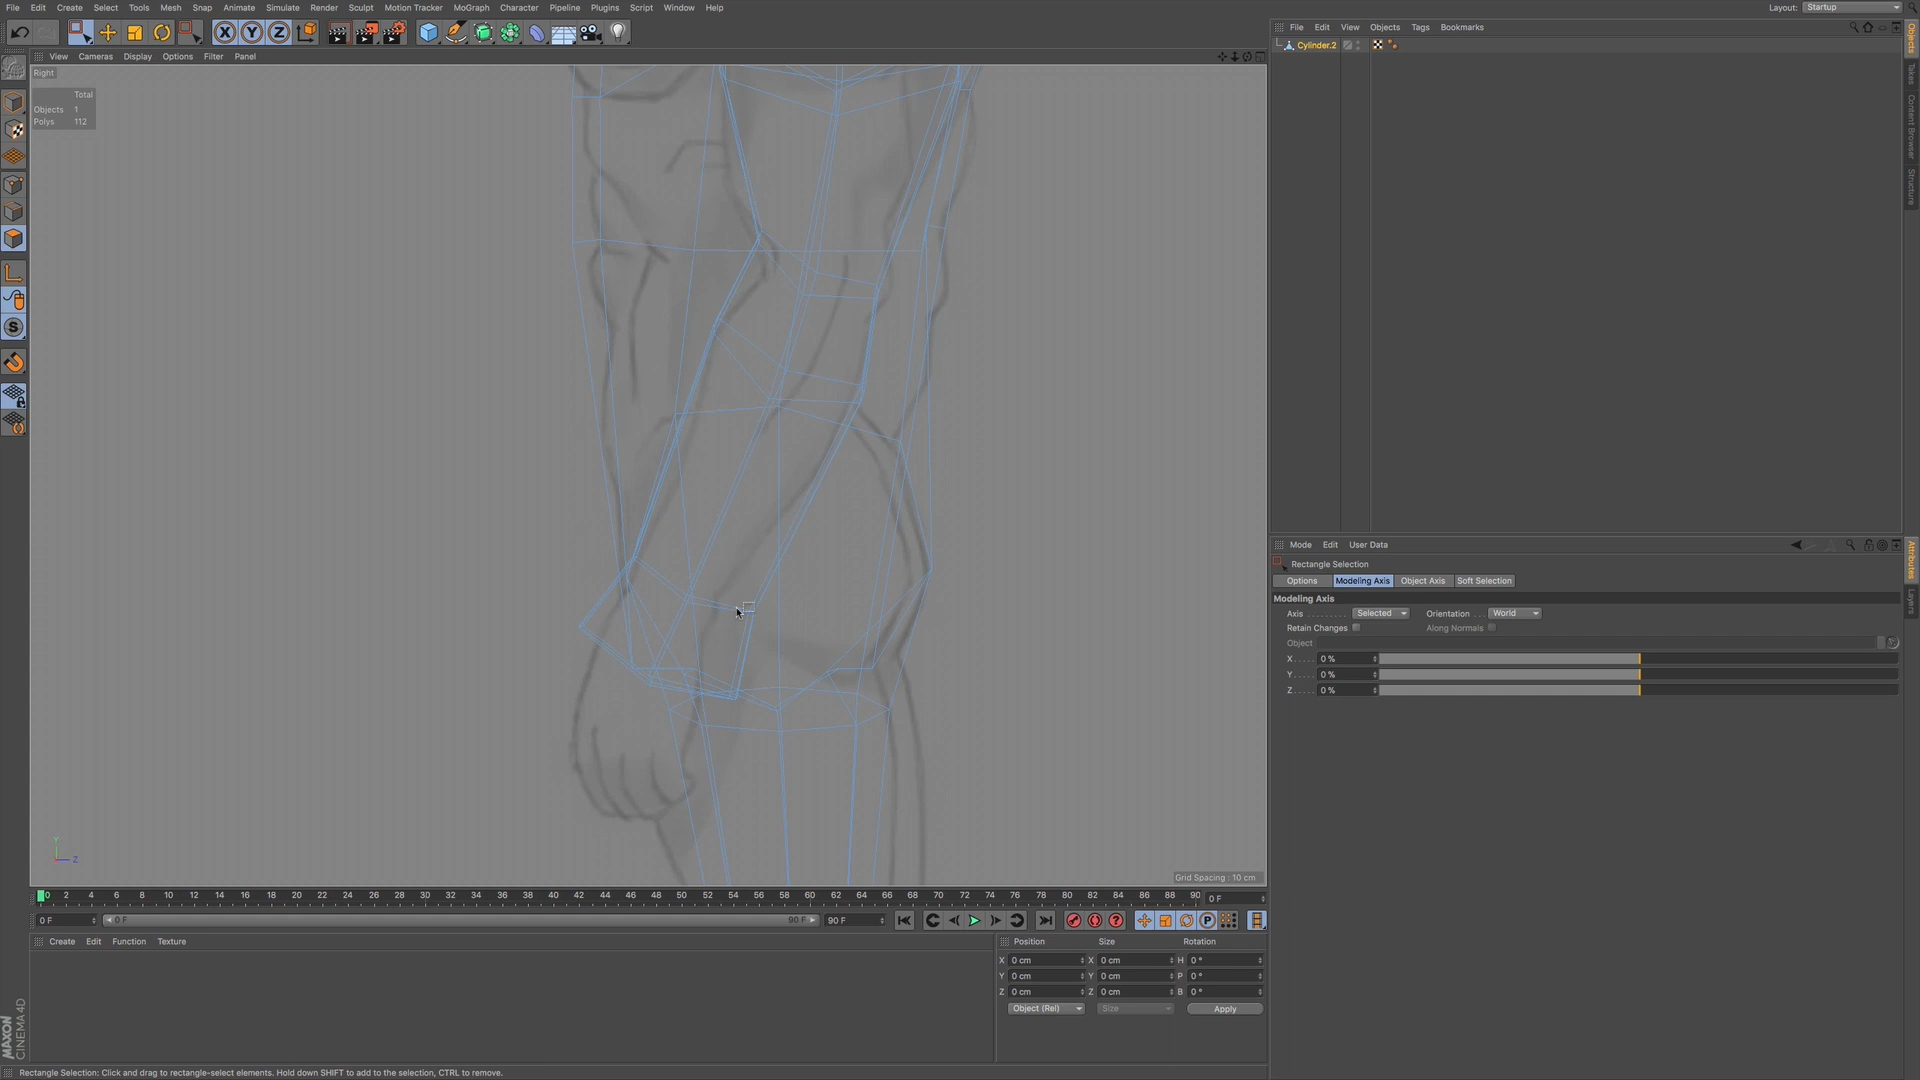 File Edit Create Select Tools Mesh Snap Animate Simulate Render Sculpt Motion Tracker MoGraph Character Pipeline Plugins Script Window Help Layout: Startup
X Y Z
File Edit View Objects Tags Bookmarks
View Cameras Display Options Filter Panel
Cylinder.2
Right
Total
Objects 1
Polys 112
Objects
Takes
Content Browser
Structure
S
Mode Edit User Data
Rectangle Selection
Options Modeling Axis Object Axis Soft Selection
Modeling Axis
Axis Selected Orientation World
Retain Changes Along Normals
Object
X 0 %
Y 0 %
Z 0 %
Attributes
Layers
Y
Z
Grid Spacing : 10 cm
0 2 4 6 8 10 12 14 16 18 20 22 24 26 28 30 32 34 36 38 40 42 44 46 48 50 52 54 56 58 60 62 64 66 68 70 72 74 76 78 80 82 84 86 88 90 0 F
0 F 0 F 90 F 90 F
Create Edit Function Texture
Position Size Rotation
X 0 cm X 0 cm H 0 °
Y 0 cm Y 0 cm P 0 °
Z 0 cm Z 0 cm B 0 °
Object (Rel) Size Apply
MAXON
CINEMA 4D
Rectangle Selection: Click and drag to rectangle-select elements. Hold down SHIFT to add to the selection, CTRL to remove.